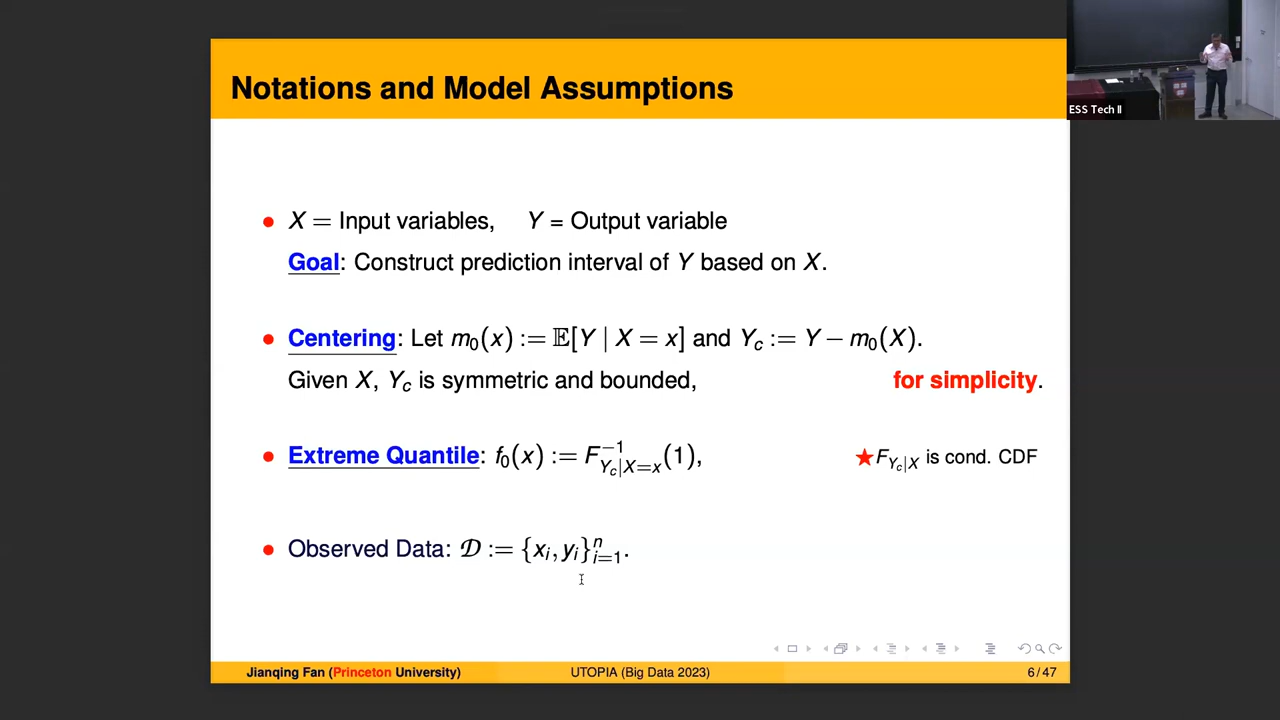 Notations and Model Assumptions
ESS Tech II
X = Input variables, Y = Output variable
Goal: Construct prediction interval of Y based on X.
Centering: Let m₀(x) := 𝔼[Y | X = x] and Y_c := Y − m₀(X).
Given X, Y_c is symmetric and bounded, for simplicity.
Extreme Quantile: f₀(x) := F⁻¹_{Y_c|X=x}(1), ★F_{Y_c|X} is cond. CDF
Observed Data: 𝒟 := {x_i, y_i}ⁿ_{i=1}.
Jianqing Fan (Princeton University) UTOPIA (Big Data 2023) 6 / 47